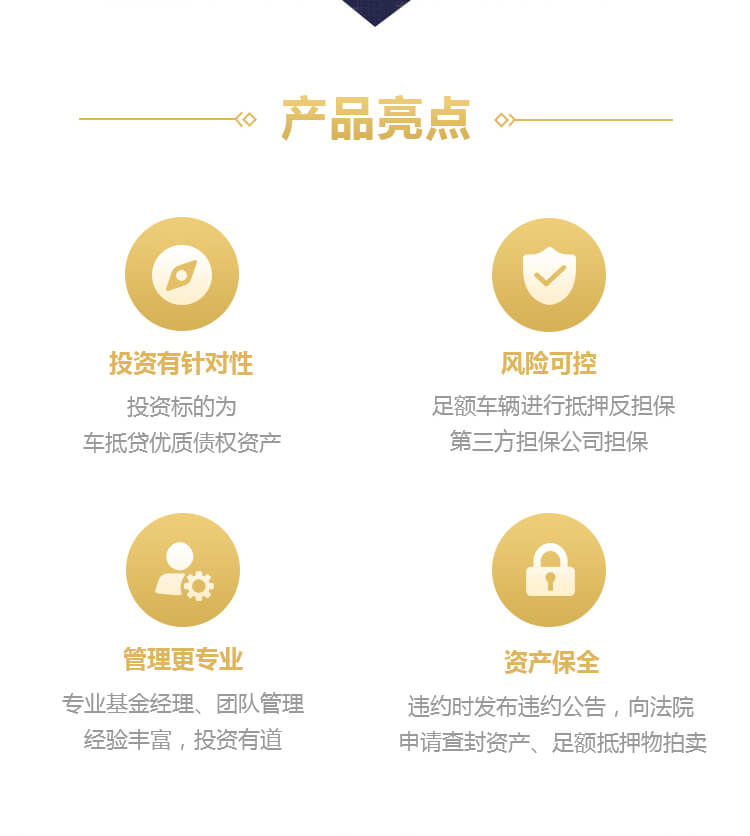 产品亮点
投资有针对性
投资标的为
车抵贷优质债权资产
风险可控
足额车辆进行抵押反担保
第三方担保公司担保
管理更专业
专业基金经理、团队管理
经验丰富，投资有道
资产保全
违约时发布违约公告，向法院
申请查封资产、足额抵押物拍卖